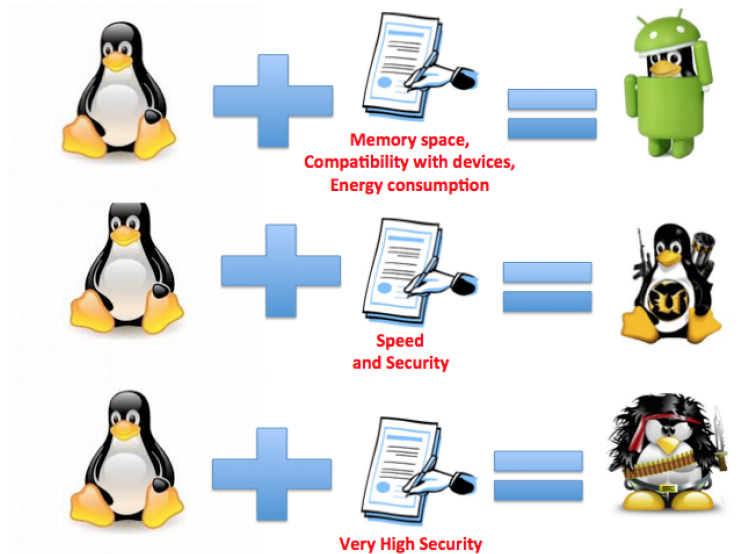 Memory space,
Compatibility with devices,
Energy consumption
Speed
and Security
Very High Security